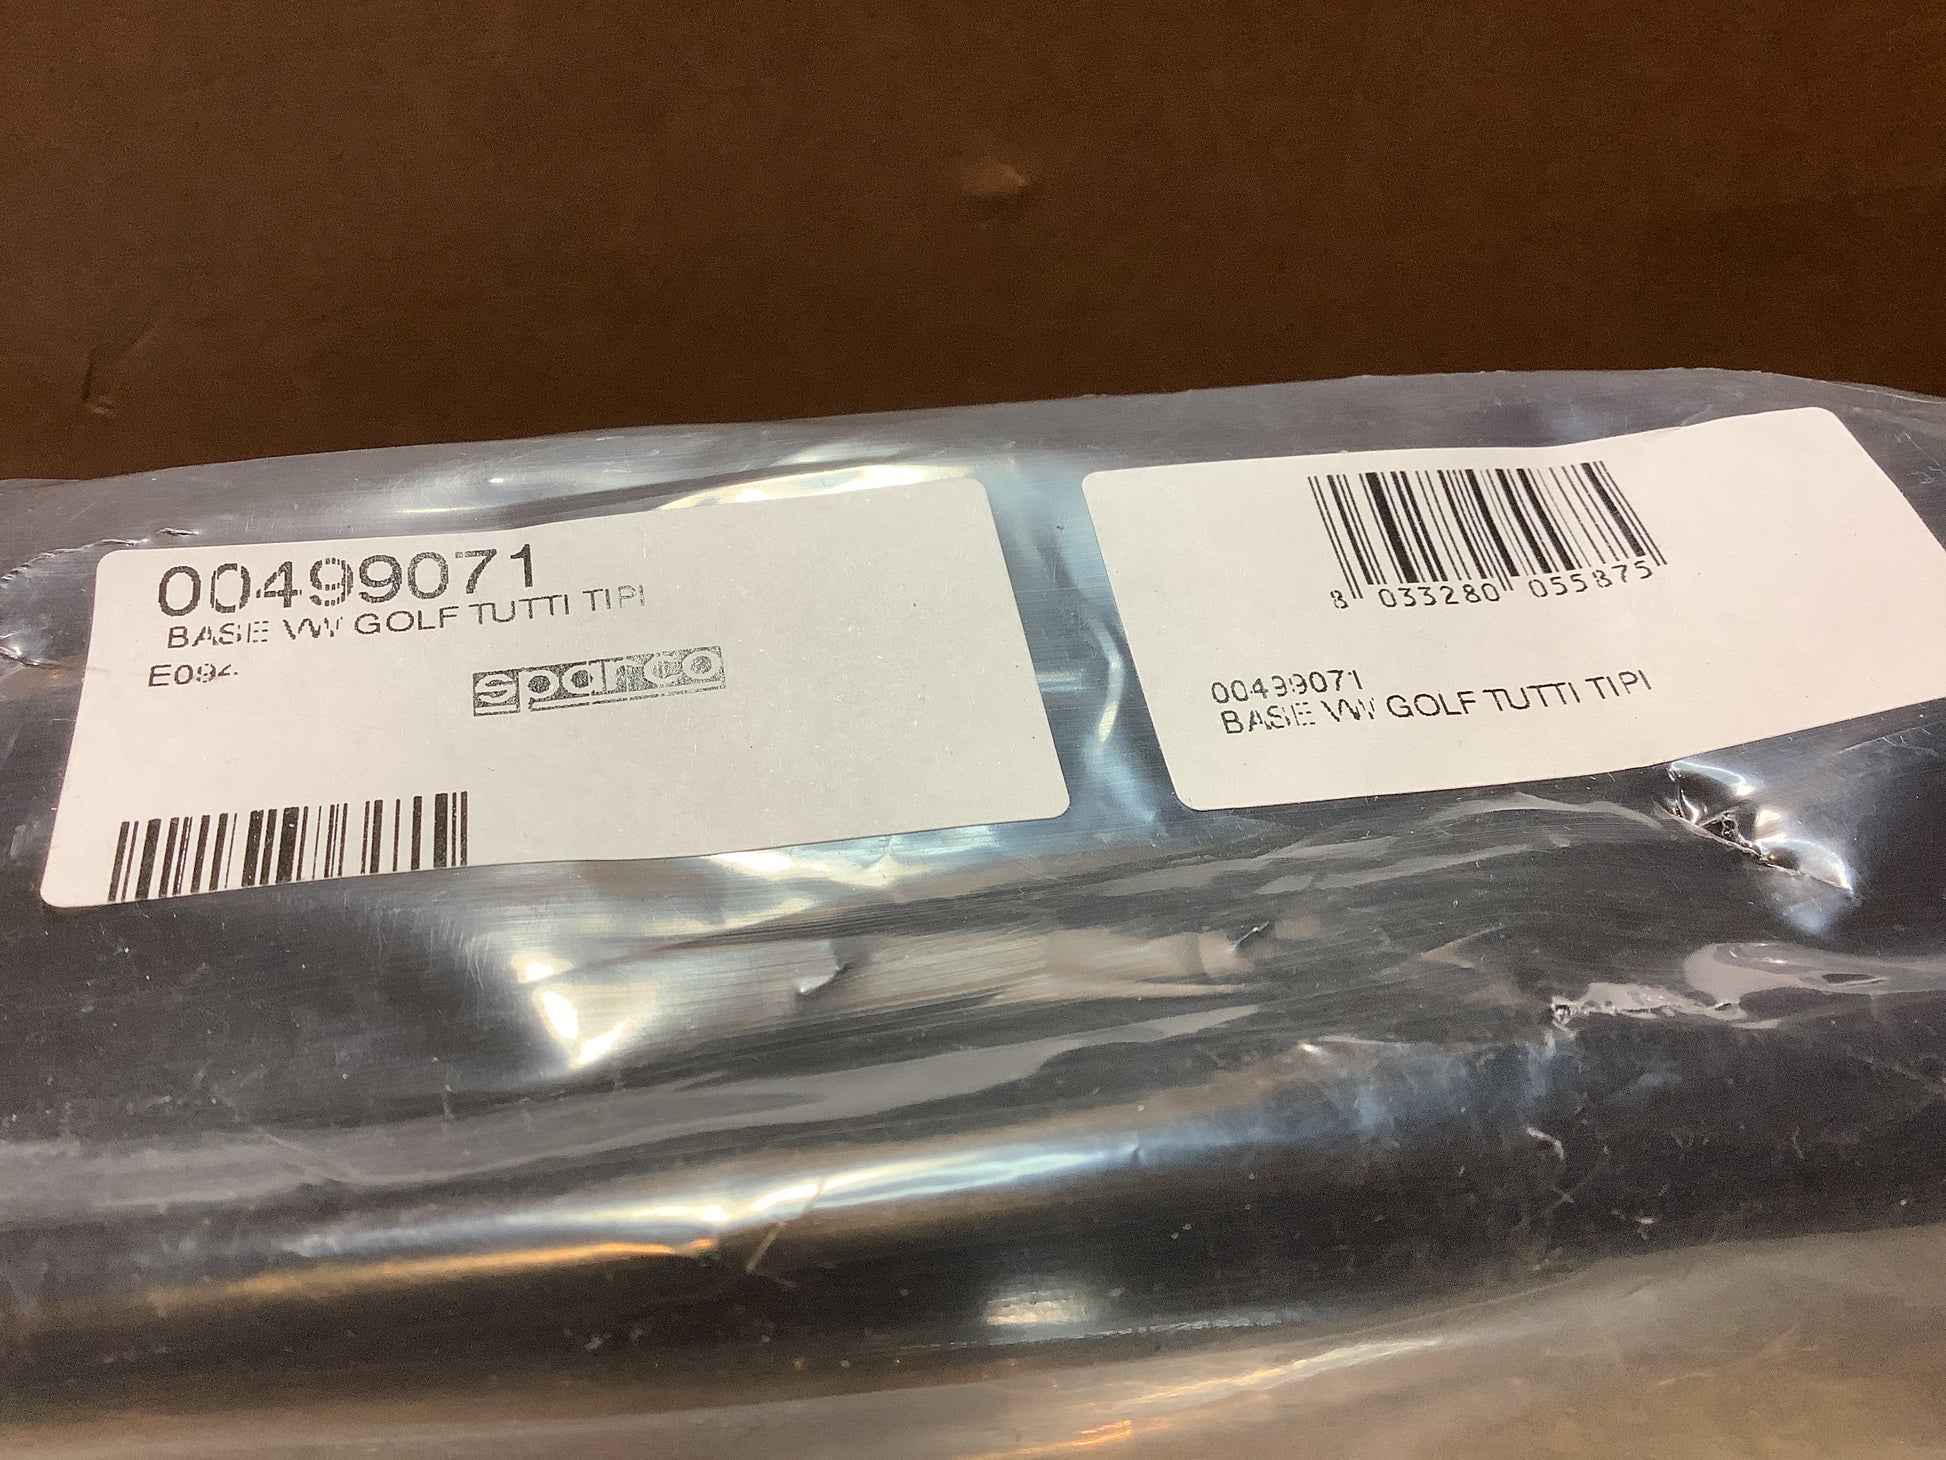 00499071
BASE VW GOLF TUTTI TIPI
E094
sparco
8 033280 055875
00499071
BASE VW GOLF TUTTI TIPI